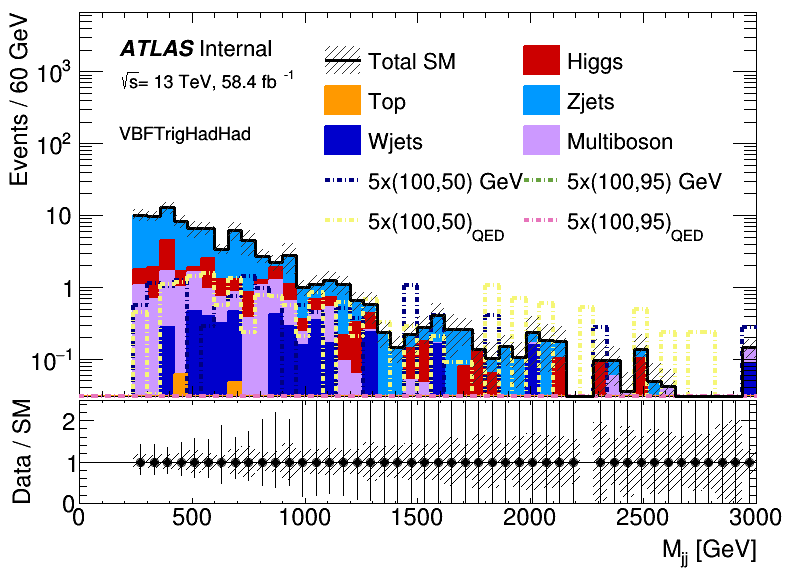 Events / 60 GeV
10³
10²
10
1
10⁻¹
ATLAS Internal
√s= 13 TeV, 58.4 fb ⁻¹
VBFTrigHadHad
Total SM
Higgs
Top
Zjets
Wjets
Multiboson
5x(100,50) GeV
5x(100,95) GeV
5x(100,50)QED
5x(100,95)QED
Data / SM
2
1
0
0 500 1000 1500 2000 2500 3000
Mjj [GeV]